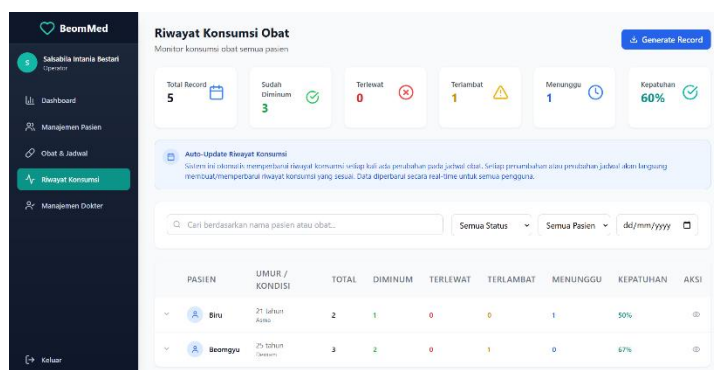 BeomMed
S
Salsabila Intania Bestari
Operator
Dashboard
Manajemen Pasien
Obat & Jadwal
Riwayat Konsumsi
Manajemen Dokter
Keluar
Riwayat Konsumsi Obat
Monitor konsumsi obat semua pasien
Generate Record
Total Record
5
Sudah
Diminum
3
Terlewat
0
Terlambat
1
Menunggu
1
Kepatuhan
60%
Auto-Update Riwayat Konsumsi
Sistem ini otomatis memperbarui riwayat konsumsi setiap kali ada perubahan pada jadwal obat. Setiap penambahan atau perubahan jadwal akan langsung
membuat/memperbarui riwayat konsumsi yang sesuai. Data diperbarui secara real-time untuk semua pengguna.
Cari berdasarkan nama pasien atau obat...
Semua Status
Semua Pasien
dd/mm/yyyy
PASIEN UMUR / KONDISI TOTAL DIMINUM TERLEWAT TERLAMBAT MENUNGGU KEPATUHAN AKSI
Biru 21 tahun 2 1 0 0 1 50%
Asma
Beomgyu 25 tahun 3 2 0 1 0 67%